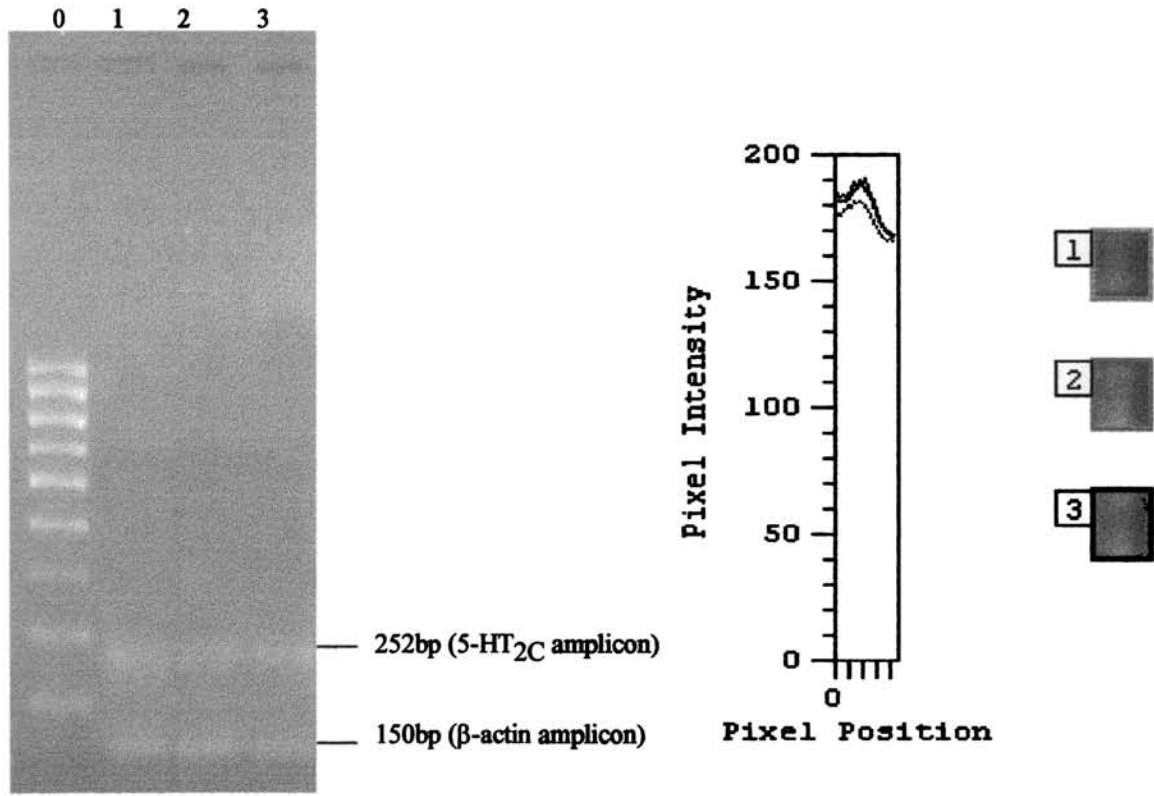 0 1 2 3
252bp (5-HT2C amplicon)
150bp (β-actin amplicon)
200
150
100
50
0
Pixel Intensity
0
Pixel Position
1
2
3